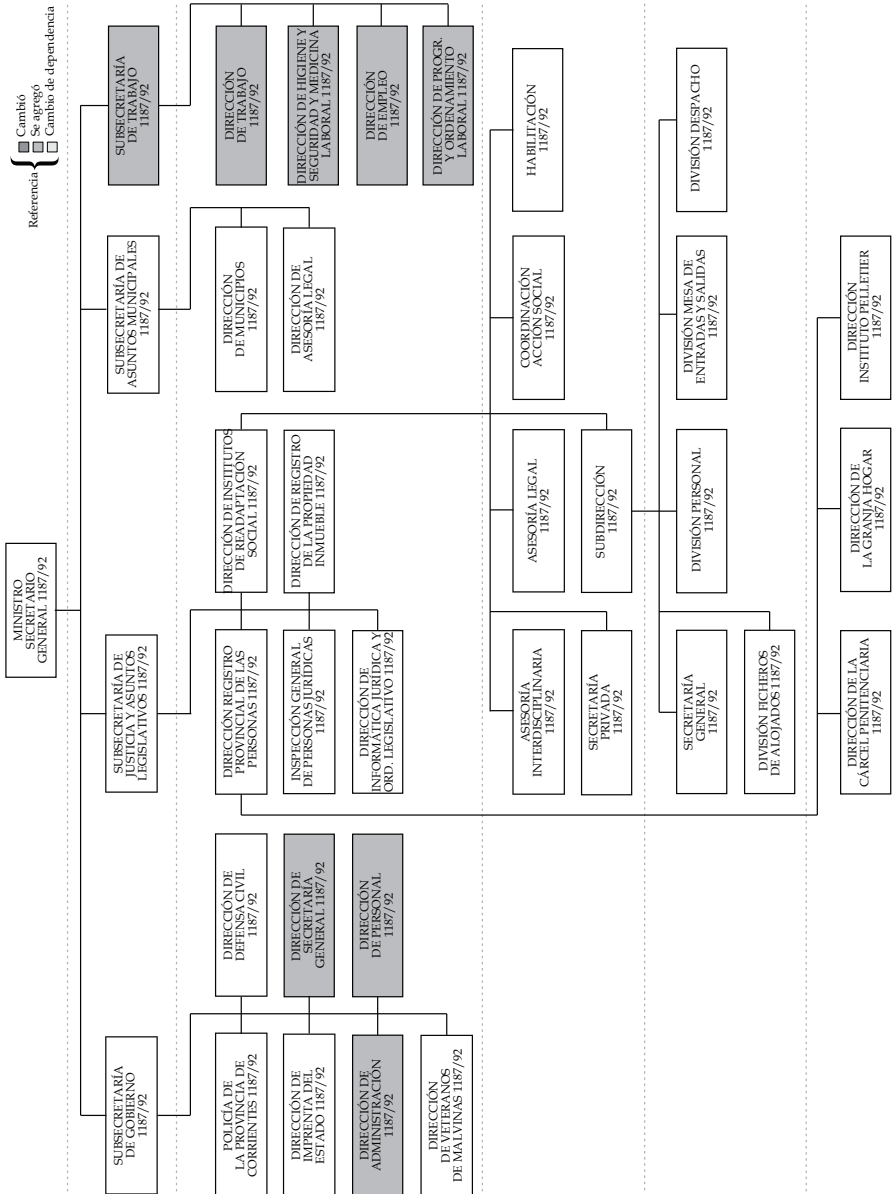 MINISTRO
SECRETARIO
GENERAL 1187/92
Referencia
Cambió
Se agregó
Cambio de dependencia
SUBSECRETARÍA
DE GOBIERNO
1187/92
SUBSECRETARÍA DE
JUSTICIA Y ASUNTOS
LEGISLATIVOS 1187/92
SUBSECRETARÍA DE
ASUNTOS MUNICIPALES
1187/92
SUBSECRETARÍA
DE TRABAJO
1187/92
POLICÍA DE
LA PROVINCIA DE
CORRIENTES 1187/92
DIRECCIÓN DE
DEFENSA CIVIL
1187/92
DIRECCIÓN REGISTRO
PROVINCIAL DE LAS
PERSONAS 1187/92
DIRECCIÓN DE INSTITUTOS
DE READAPTACIÓN
SOCIAL 1187/92
DIRECCIÓN
DE MUNICIPIOS
1187/92
DIRECCIÓN
DE TRABAJO
1187/92
DIRECCIÓN DE
IMPRENTA DEL
ESTADO 1187/92
DIRECCIÓN DE
SECRETARÍA
GENERAL 1187/92
INSPECCIÓN GENERAL
DE PERSONAS JURÍDICAS
1187/92
DIRECCIÓN DE REGISTRO
DE LA PROPIEDAD
INMUEBLE 1187/92
DIRECCIÓN DE
ASESORÍA LEGAL
1187/92
DIRECCIÓN DE HIGIENE Y
SEGURIDAD Y MEDICINA
LABORAL 1187/92
DIRECCIÓN DE
ADMINISTRACIÓN
1187/92
DIRECCIÓN
DE PERSONAL
1187/92
DIRECCIÓN DE
INFORMÁTICA JURÍDICA Y
ORD. LEGISLATIVO 1187/92
DIRECCIÓN
DE EMPLEO
1187/92
DIRECCIÓN
DE VETERANOS
DE MALVINAS 1187/92
DIRECCIÓN DE PROGR.
Y ORDENAMIENTO
LABORAL 1187/92
ASESORÍA
INTERDISCIPLINARIA
1187/92
ASESORÍA LEGAL
1187/92
COORDINACIÓN
ACCIÓN SOCIAL
1187/92
HABILITACIÓN
1187/92
SECRETARÍA
PRIVADA
1187/92
SUBDIRECCIÓN
1187/92
SECRETARÍA
GENERAL
1187/92
DIVISIÓN PERSONAL
1187/92
DIVISIÓN MESA DE
ENTRADAS Y SALIDAS
1187/92
DIVISIÓN DESPACHO
1187/92
DIVISIÓN FICHEROS
DE ALOJADOS 1187/92
DIRECCIÓN DE LA
CÁRCEL PENITENCIARIA
1187/92
DIRECCIÓN DE
LA GRANJA HOGAR
1187/92
DIRECCIÓN
INSTITUTO PELLETIER
1187/92